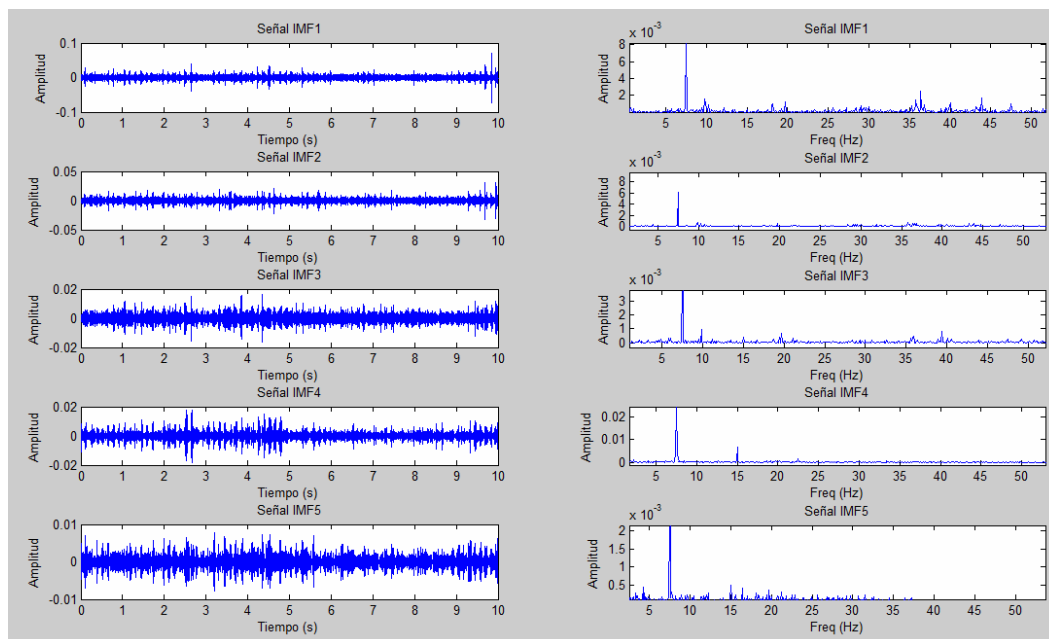 Señal IMF1
0.1
0
-0.1
Amplitud
0 1 2 3 4 5 6 7 8 9 10
Tiempo (s)
Señal IMF2
0.05
0
-0.05
Amplitud
0 1 2 3 4 5 6 7 8 9 10
Tiempo (s)
Señal IMF3
0.02
0
-0.02
Amplitud
0 1 2 3 4 5 6 7 8 9 10
Tiempo (s)
Señal IMF4
0.02
0
-0.02
Amplitud
0 1 2 3 4 5 6 7 8 9 10
Tiempo (s)
Señal IMF5
0.01
0
-0.01
Amplitud
0 1 2 3 4 5 6 7 8 9 10
Tiempo (s)
Señal IMF1
x 10-3
8
6
4
2
Amplitud
5 10 15 20 25 30 35 40 45 50
Freq (Hz)
Señal IMF2
x 10-3
8
6
4
2
0
Amplitud
5 10 15 20 25 30 35 40 45 50
Freq (Hz)
Señal IMF3
x 10-3
3
2
1
0
Amplitud
5 10 15 20 25 30 35 40 45 50
Freq (Hz)
Señal IMF4
0.02
0.01
0
Amplitud
5 10 15 20 25 30 35 40 45 50
Freq (Hz)
Señal IMF5
x 10-3
2
1.5
1
0.5
Amplitud
5 10 15 20 25 30 35 40 45 50
Freq (Hz)